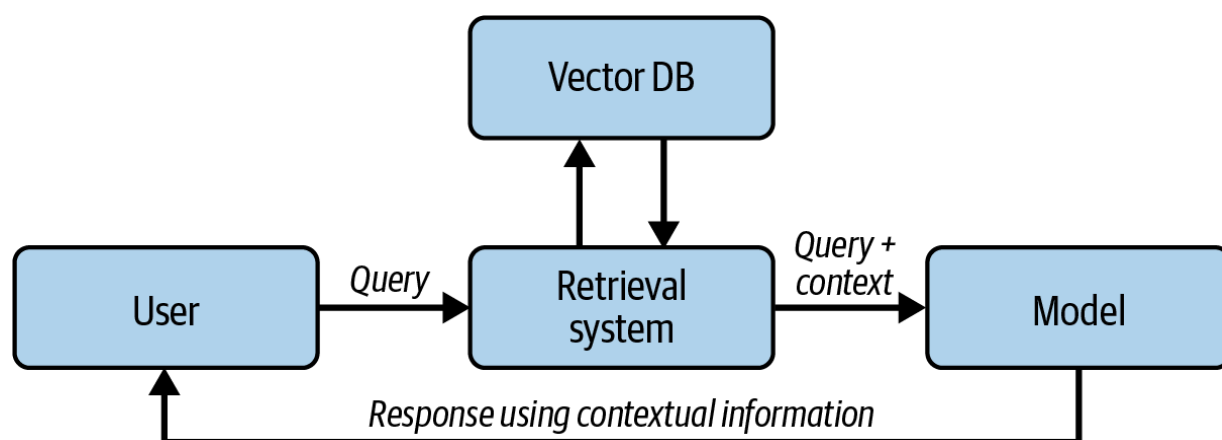 Vector DB
User
Query
Retrieval
system
Query +
context
Model
Response using contextual information